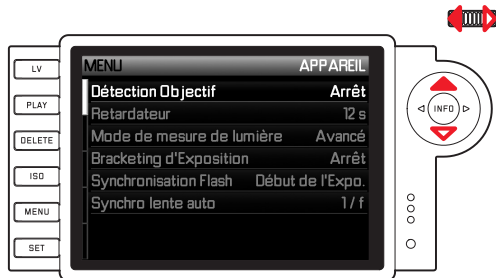 LV
PLAY
DELETE
ISO
MENU
SET
MENU APPAREIL
Détection Objectif Arrêt
Retardateur 12 s
Mode de mesure de lumière Avancé
Bracketing d'Exposition Arrêt
Synchronisation Flash Début de l'Expo.
Synchro lente auto 1 / f
INFO